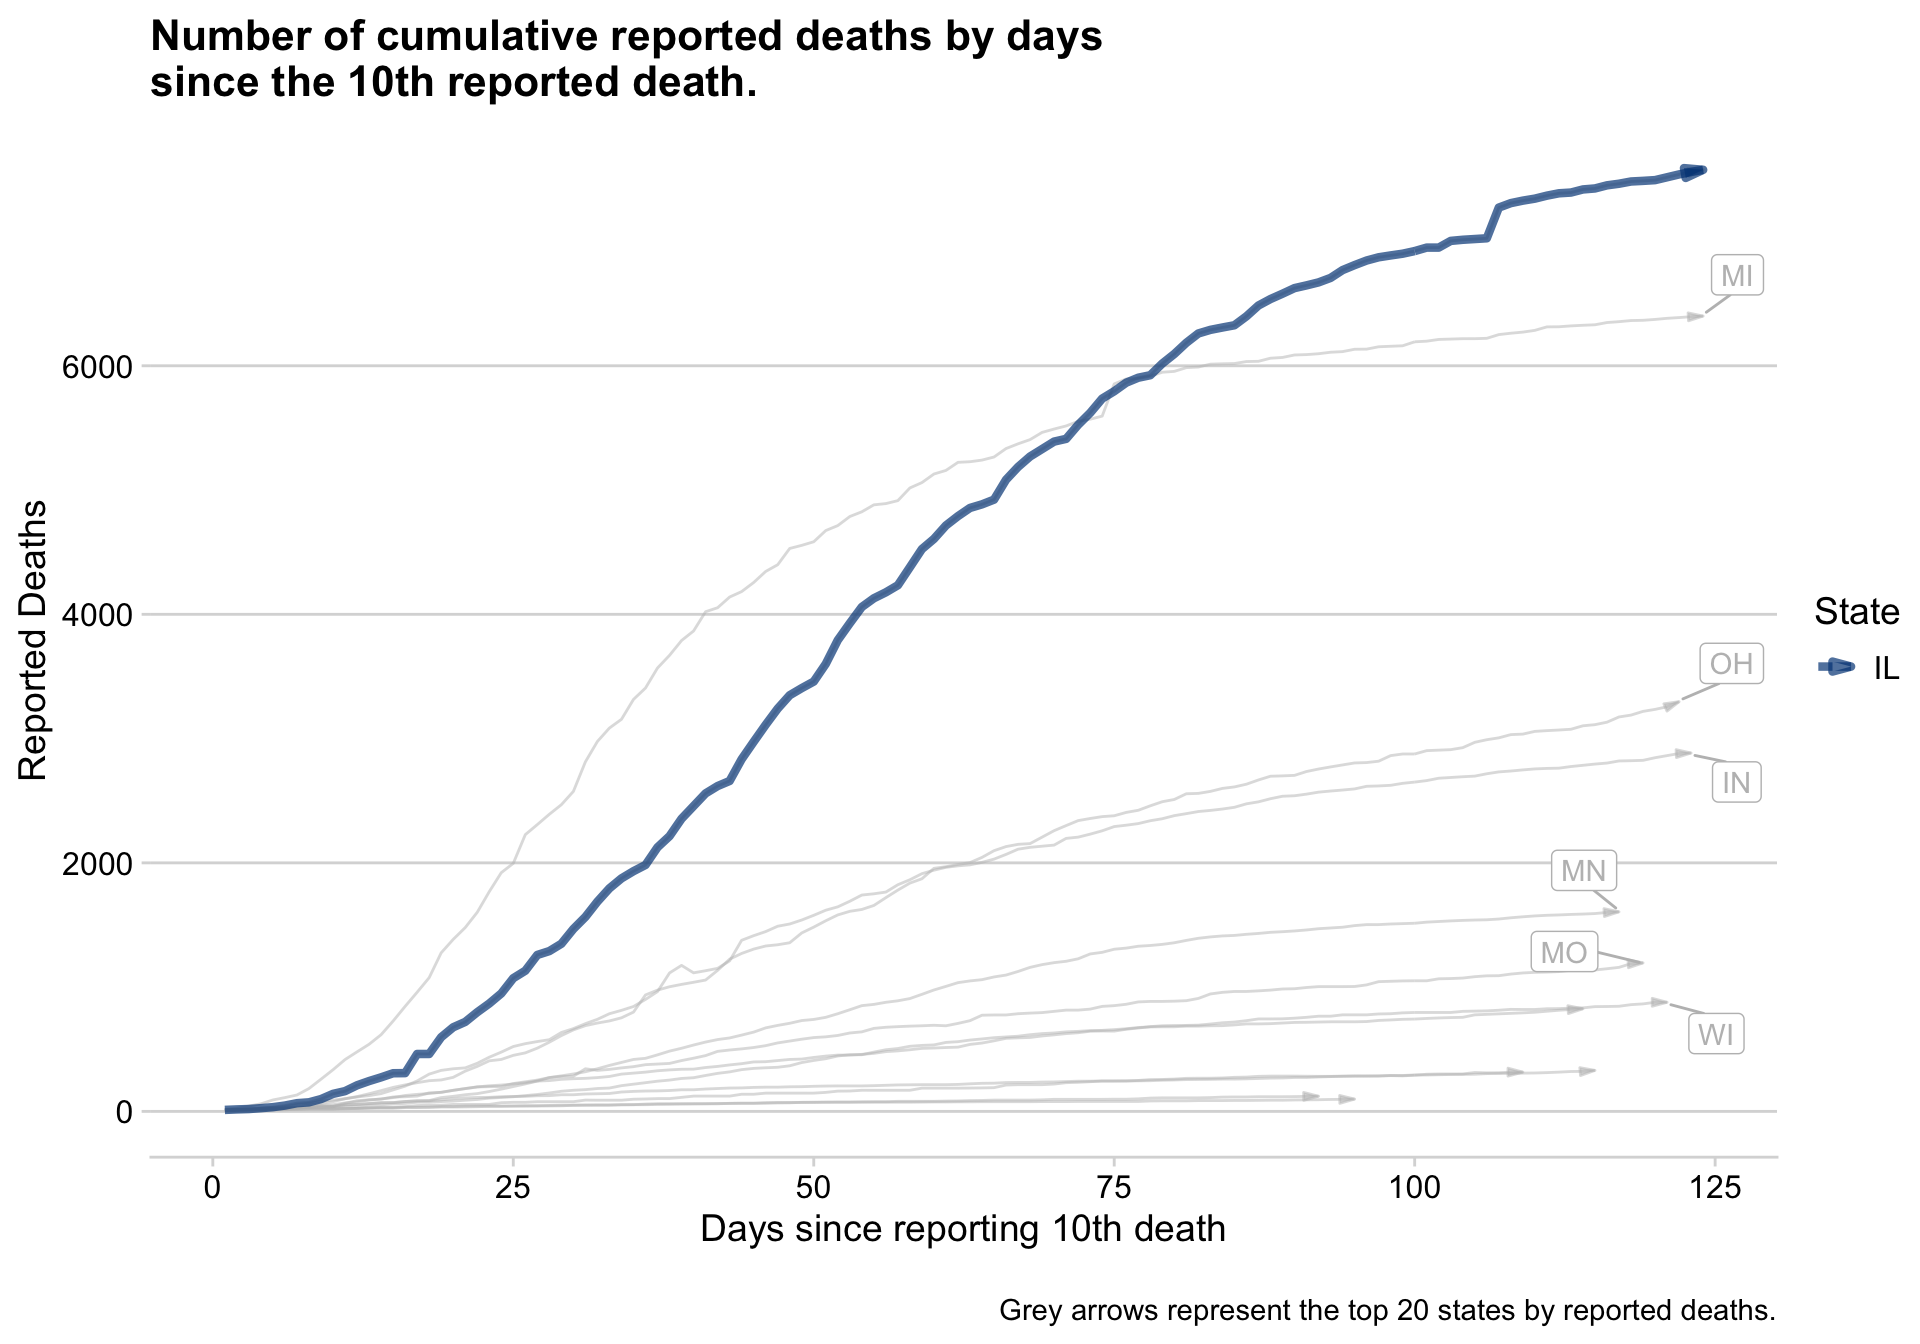 Number of cumulative reported deaths by days
since the 10th reported death.
Reported Deaths
6000
4000
2000
0
MI
OH
IN
MN
MO
WI
State
IL
0
25
50
75
100
125
Days since reporting 10th death
Grey arrows represent the top 20 states by reported deaths.